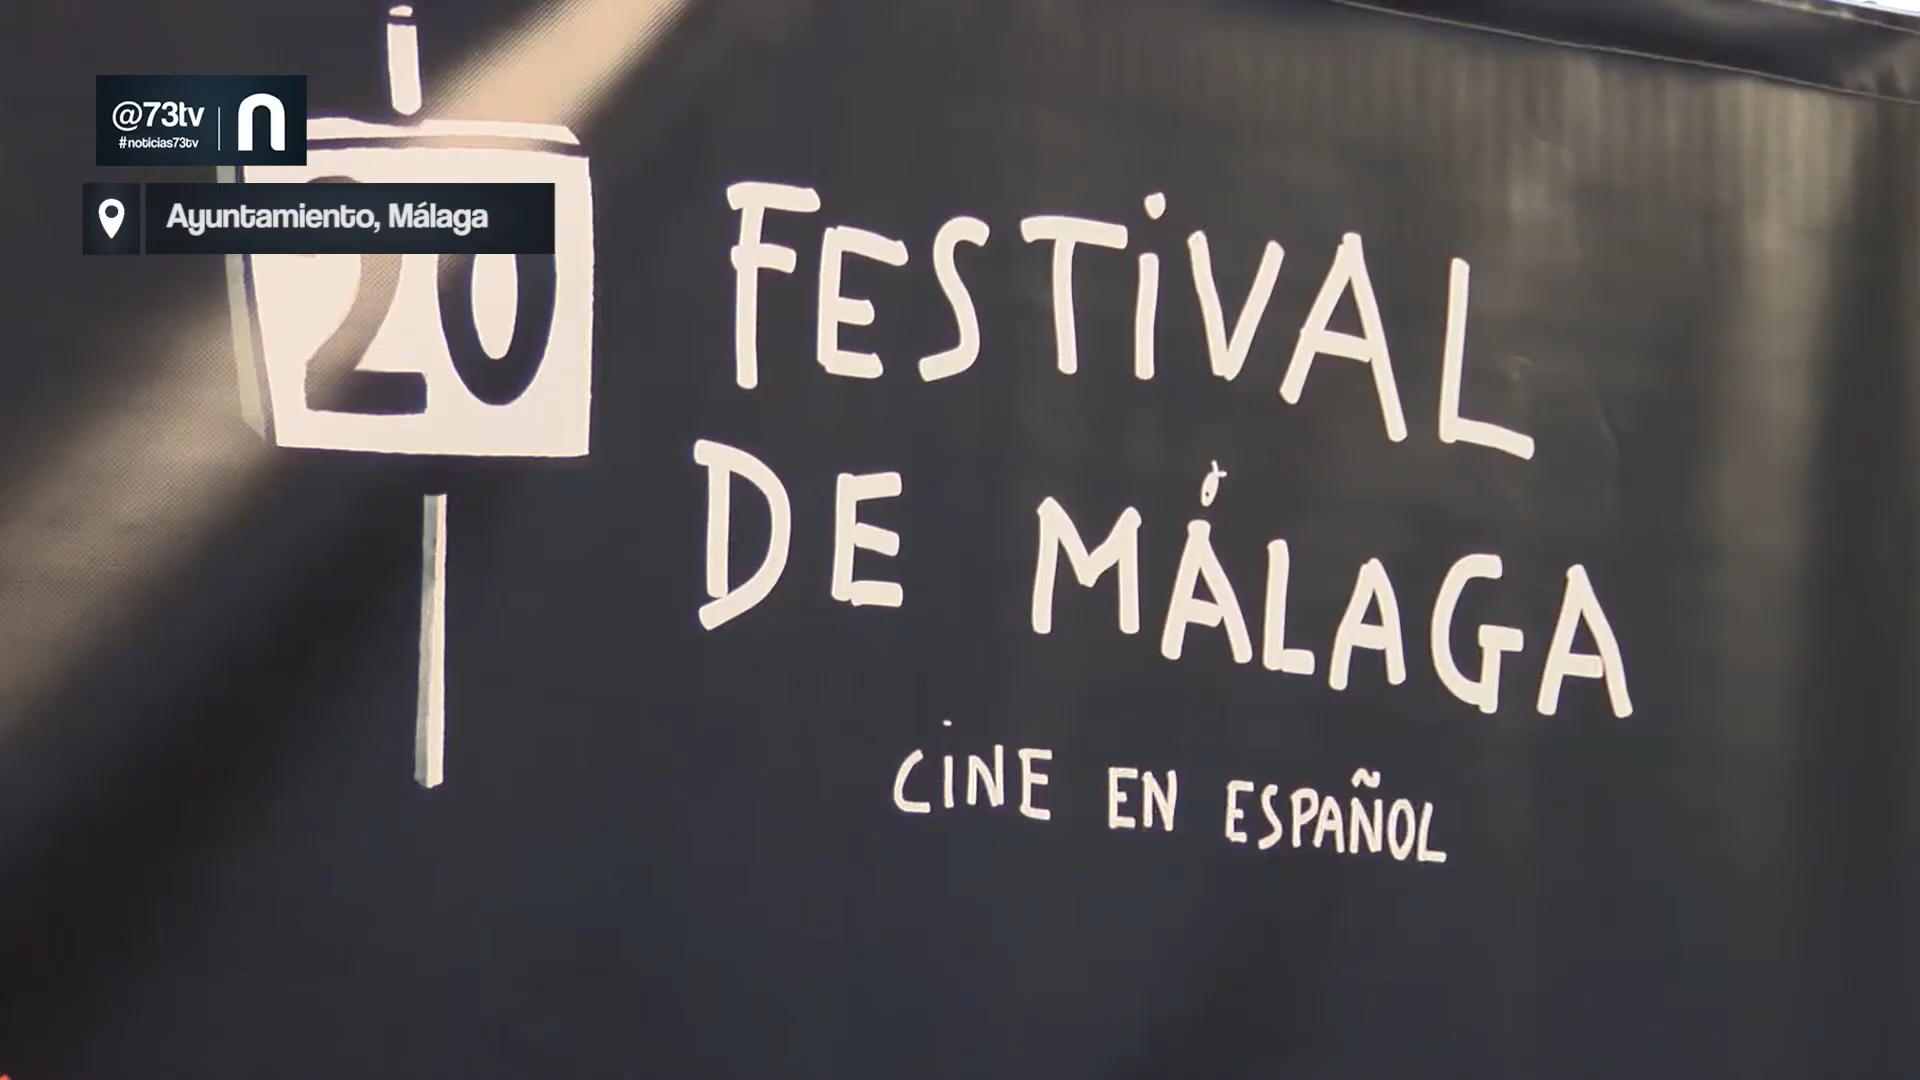 @73tv
#noticias73tv
n
Ayuntamiento, Málaga
20
FESTiVAL
DE MÁLAGA
CiNE EN ESPAÑOL